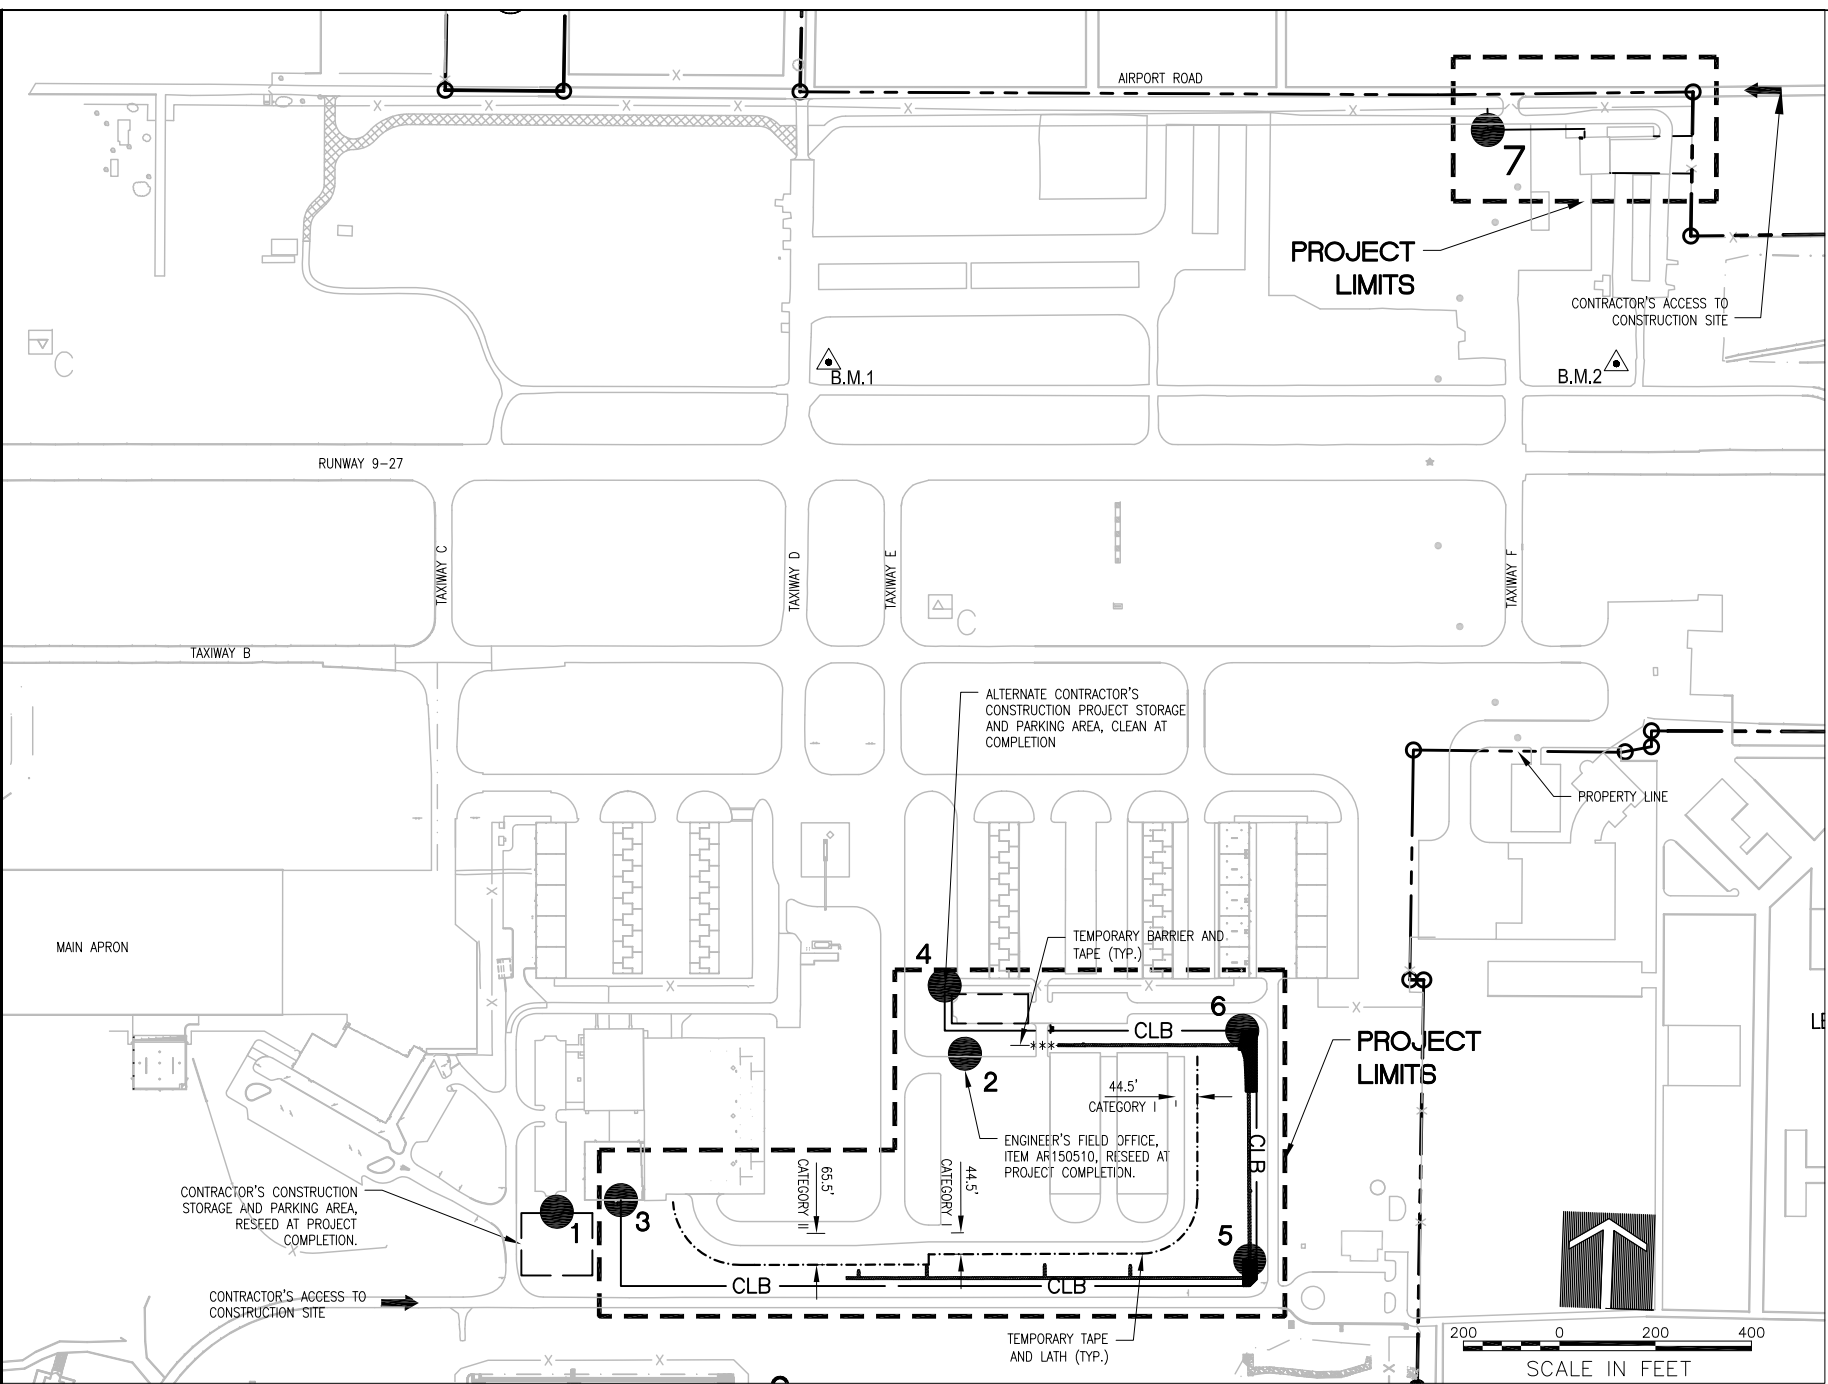 AIRPORT ROAD
7
PROJECT
LIMITS
CONTRACTOR'S ACCESS TO
CONSTRUCTION SITE
C
B.M.1
B.M.2
RUNWAY 9-27
TAXIWAY C
TAXIWAY D
TAXIWAY E
TAXIWAY F
C
TAXIWAY B
ALTERNATE CONTRACTOR'S
CONSTRUCTION PROJECT STORAGE
AND PARKING AREA, CLEAN AT
COMPLETION
PROPERTY LINE
MAIN APRON
TEMPORARY BARRIER AND
TAPE (TYP.)
4
6
CLB
PROJECT
LIMITS
2
44.5'
CATEGORY I
CLB
ENGINEER'S FIELD OFFICE,
ITEM AR150510, RESEED AT
PROJECT COMPLETION.
65.5'
CATEGORY II
44.5'
CATEGORY I
CONTRACTOR'S CONSTRUCTION
STORAGE AND PARKING AREA,
RESEED AT PROJECT
COMPLETION.
1
3
5
CLB
CLB
CONTRACTOR'S ACCESS TO
CONSTRUCTION SITE
TEMPORARY TAPE
AND LATH (TYP.)
200 0 200 400
SCALE IN FEET